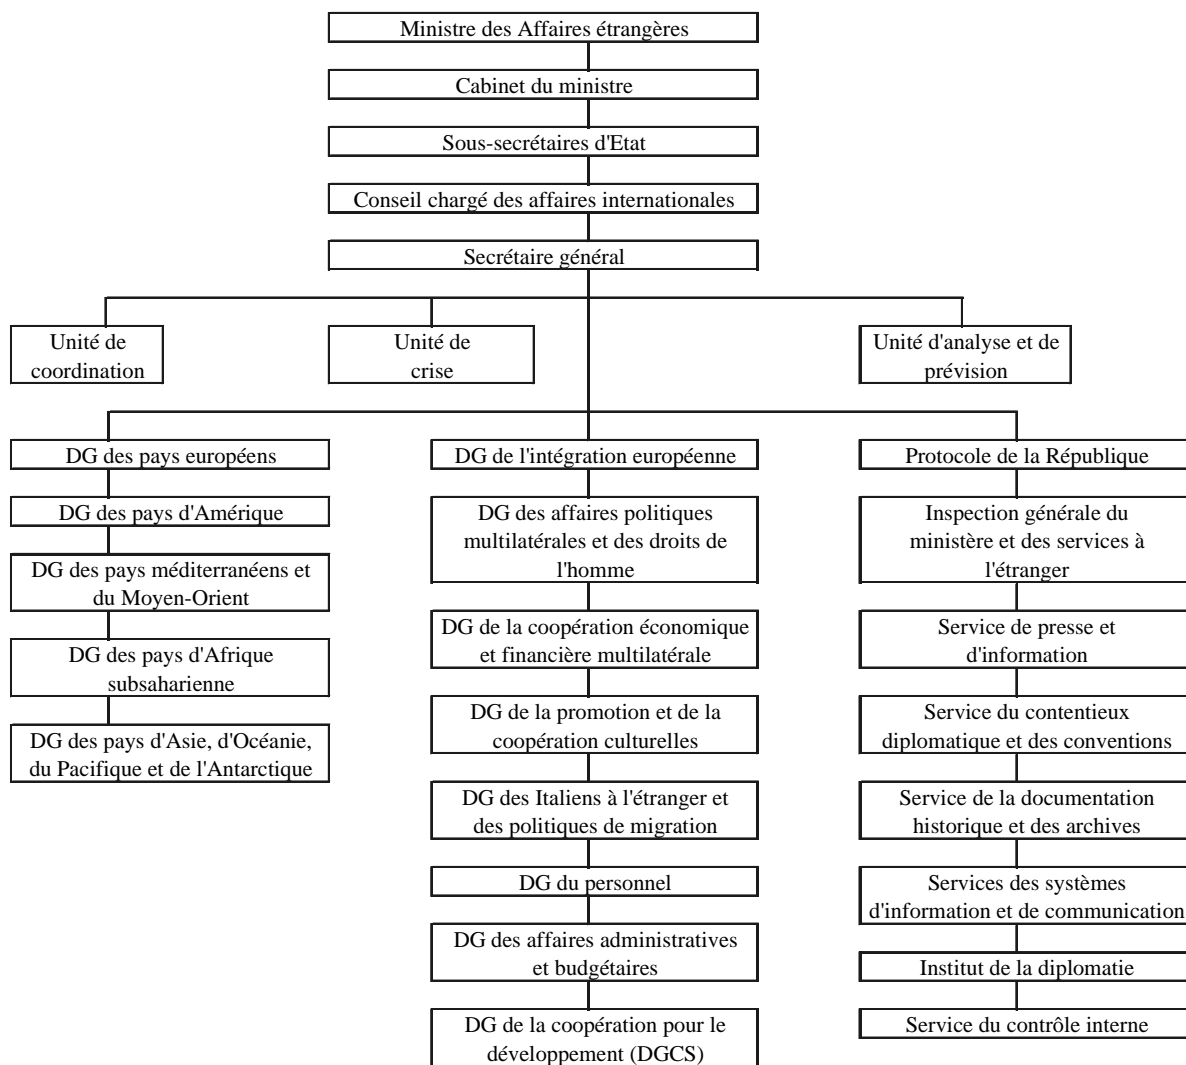 Ministre des Affaires étrangères
Cabinet du ministre
Sous-secrétaires d'Etat
Conseil chargé des affaires internationales
Secrétaire général
Unité de
coordination
Unité de
crise
Unité d'analyse et de
prévision
DG des pays européens
DG des pays d'Amérique
DG des pays méditerranéens et
du Moyen-Orient
DG des pays d'Afrique
subsaharienne
DG des pays d'Asie, d'Océanie,
du Pacifique et de l'Antarctique
DG de l'intégration européenne
DG des affaires politiques
multilatérales et des droits de
l'homme
DG de la coopération économique
et financière multilatérale
DG de la promotion et de la
coopération culturelles
DG des Italiens à l'étranger et
des politiques de migration
DG du personnel
DG des affaires administratives
et budgétaires
DG de la coopération pour le
développement (DGCS)
Protocole de la République
Inspection générale du
ministère et des services à
l'étranger
Service de presse et
d'information
Service du contentieux
diplomatique et des conventions
Service de la documentation
historique et des archives
Services des systèmes
d'information et de communication
Institut de la diplomatie
Service du contrôle interne